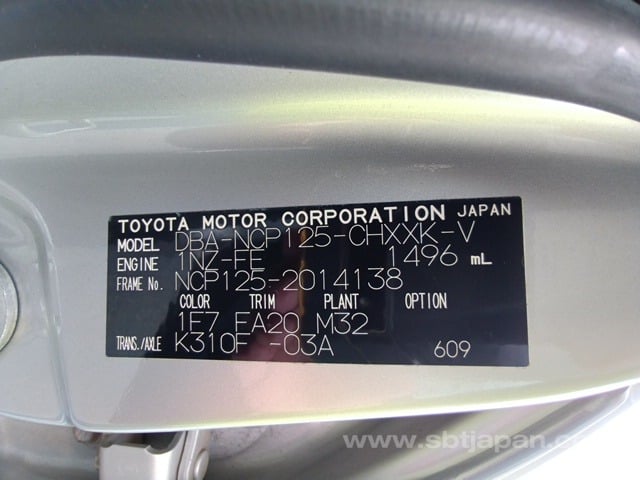 TOYOTA MOTOR CORPORATION JAPAN
MODEL DBA-NCP125-CHXXK-V
ENGINE 1NZ-FE 1496 mL
FRAME No. NCP125-2014138
COLOR TRIM PLANT OPTION
1E7 EA20 M32
TRANS./AXLE K310F -03A 609
www.sbtjapan.c